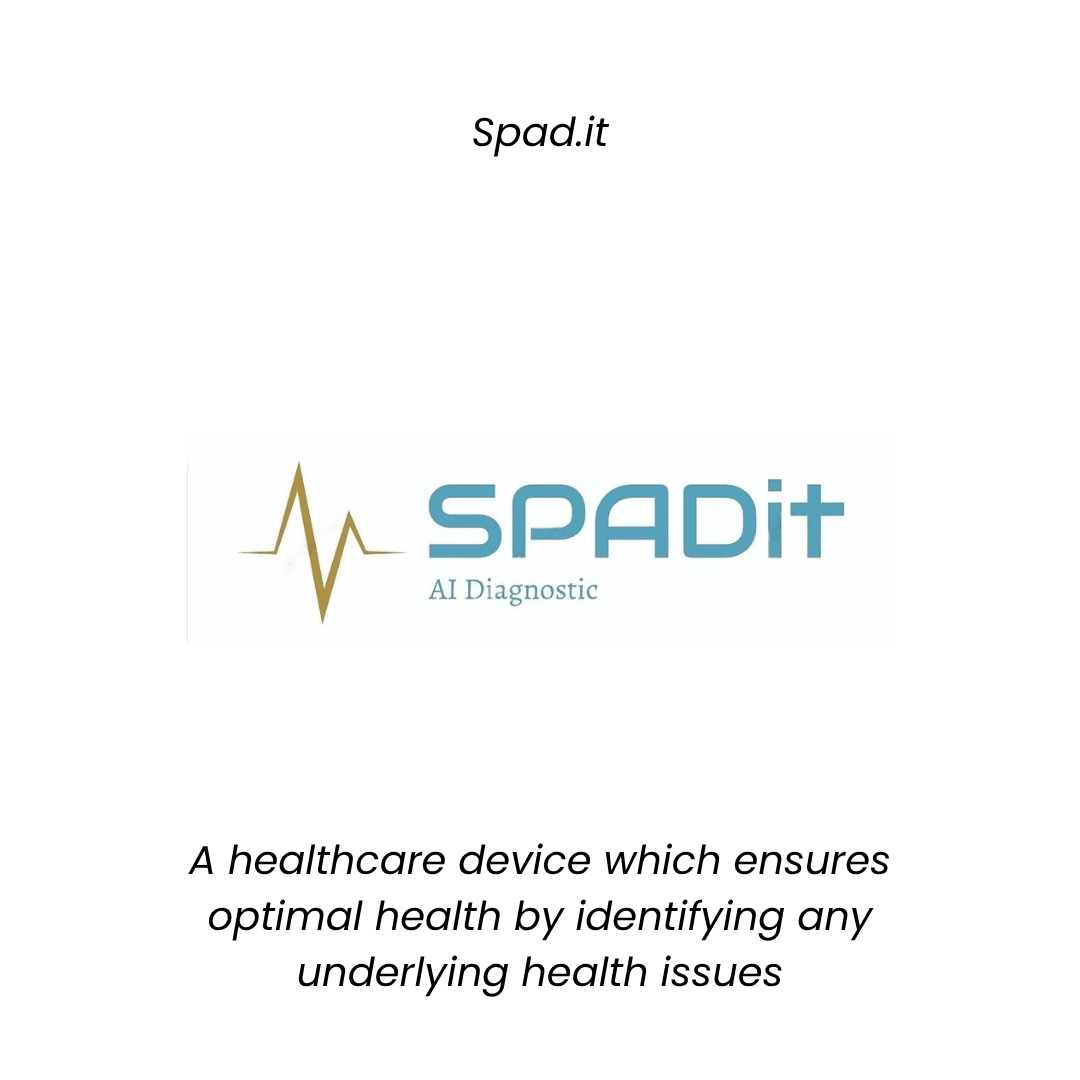 Spad.it
SPADit
AI Diagnostic
A healthcare device which ensures
optimal health by identifying any
underlying health issues